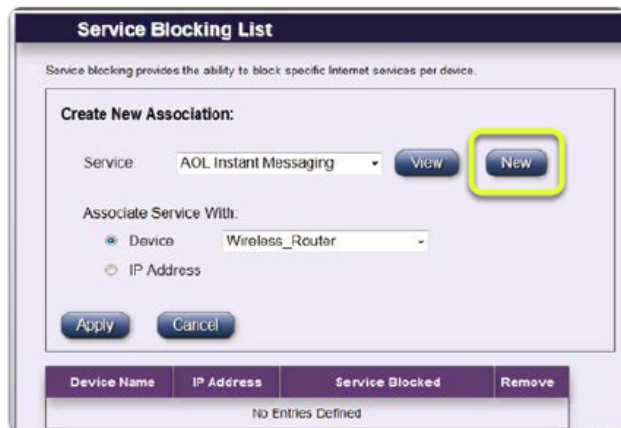 Service Blocking List
Service blocking provides the ability to block specific Internet services per device.
Create New Association:
Service: AOL Instant Messaging View New
Associate Service With:
Device Wireless_Router
IP Address
Apply Cancel
Device Name IP Address Service Blocked Remove
No Entries Defined